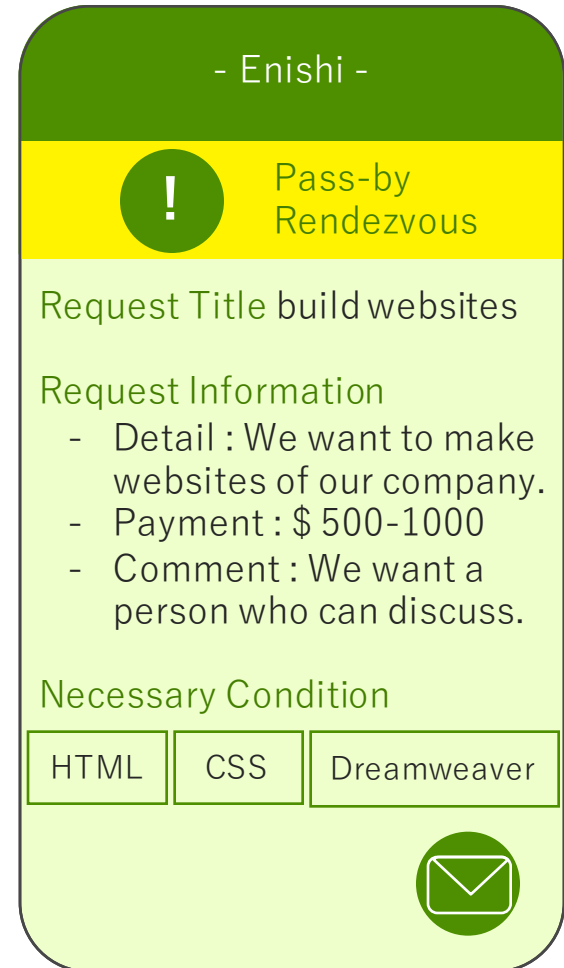 - Enishi -
!
Pass-by
Rendezvous
Request Title build websites
Request Information
- Detail : We want to make
websites of our company.
- Payment : $ 500-1000
- Comment : We want a
person who can discuss.
Necessary Condition
HTML CSS Dreamweaver